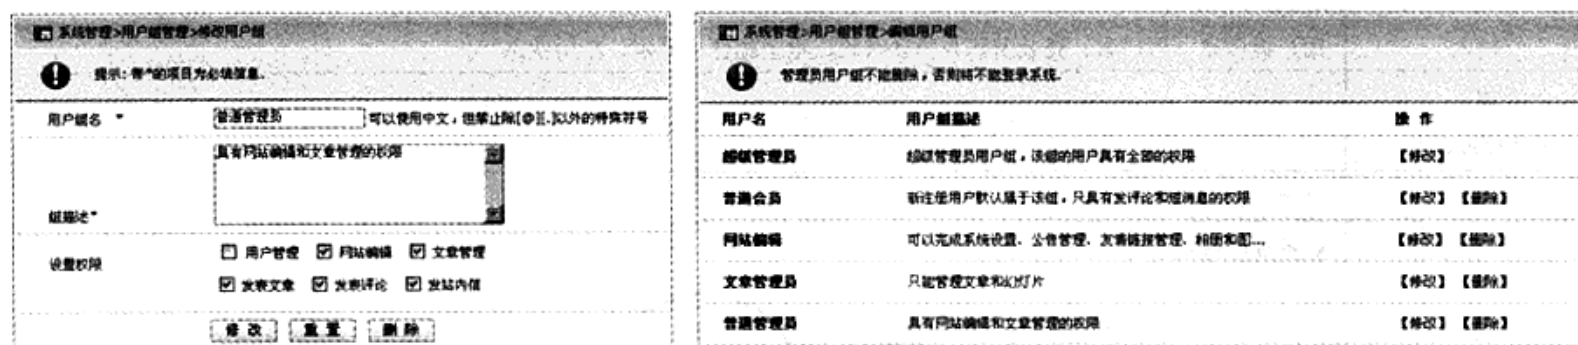 系统管理>用户组管理>修改用户组
提示：带*的项目为必填信息.
用户组名 *
普通管理员
可以使用中文，但禁止除[@][.]以外的特殊符号
具有网站编辑和文章管理的权限
组描述*
设置权限
用户管理 网站编辑 文章管理
发表文章 发表评论 发站内信
修 改 重 置 删 除
系统管理>用户组管理>编辑用户组
管理员用户组不能删除，否则将不能登录系统.
用户名 用户组描述 操 作
超级管理员 超级管理员用户组，该组的用户具有全部的权限 【修改】
普通会员 新注册用户默认属于该组，只具有发评论和短消息的权限 【修改】 【删除】
网站编辑 可以完成系统设置、公告管理、友情链接管理、相册和图... 【修改】 【删除】
文章管理员 只能管理文章和幻灯片 【修改】 【删除】
普通管理员 具有网站编辑和文章管理的权限 【修改】 【删除】